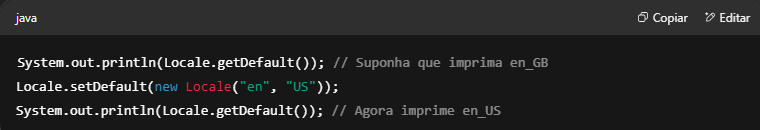 java
Copiar
Editar
System.out.println(Locale.getDefault()); // Suponha que imprima en_GB
Locale.setDefault(new Locale("en", "US"));
System.out.println(Locale.getDefault()); // Agora imprime en_US